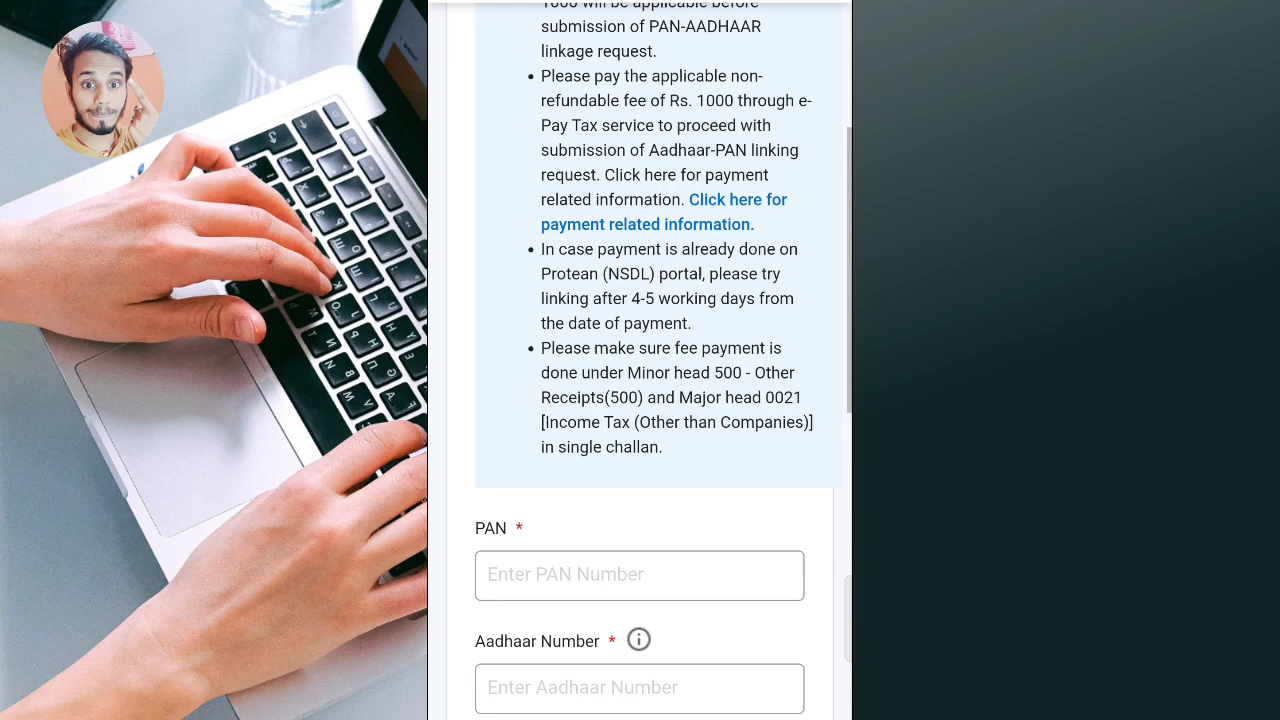 1000 will be applicable before
submission of PAN-AADHAAR
linkage request.
Please pay the applicable non-
refundable fee of Rs. 1000 through e-
Pay Tax service to proceed with
submission of Aadhaar-PAN linking
request. Click here for payment
related information. Click here for
payment related information.
In case payment is already done on
Protean (NSDL) portal, please try
linking after 4-5 working days from
the date of payment.
Please make sure fee payment is
done under Minor head 500 - Other
Receipts(500) and Major head 0021
[Income Tax (Other than Companies)]
in single challan.
PAN *
Enter PAN Number
Aadhaar Number *
Enter Aadhaar Number